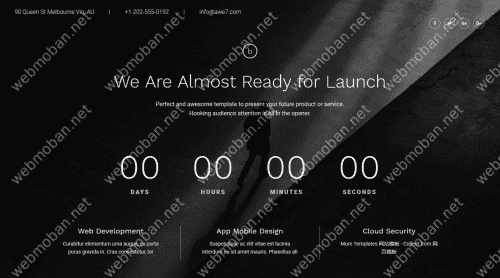 90 Queen St Melbourne Vic, AU | +1-202-555-0192 | info@awe7.com
b
We Are Almost Ready for Launch
Perfect and awesome template to present your future product or service.
Hooking audience attention is all in the opener.
00 00 00 00
DAYS HOURS MINUTES SECONDS
Web Development App Mobile Design Cloud Security
Curabitur elementum urna augue, eu porta Suspendisse ac elit vitae est lacinia More Templates 网站模板 - Collect from 网
purus gravida in. Cras consectetur, lor interdum eu sit amet mauris. Phasellus di 页模板
webmoban.net